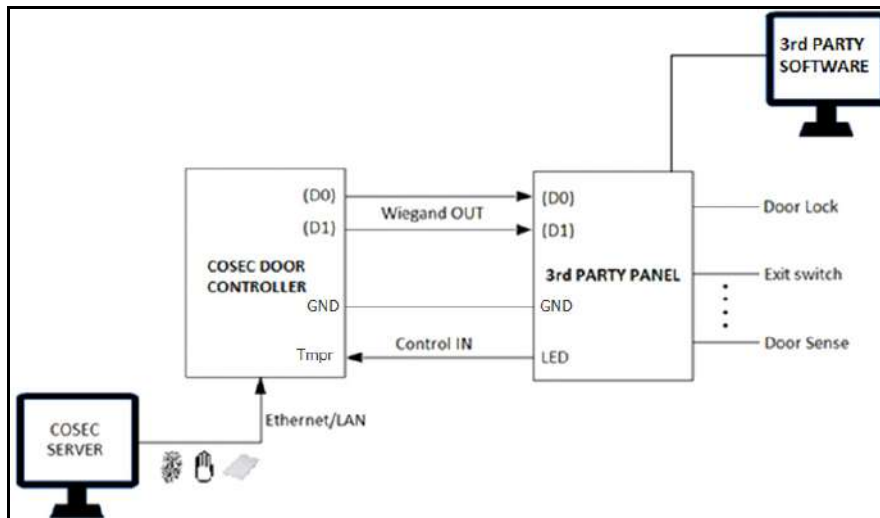 3rd PARTY
SOFTWARE
(D0)
(D0)
Wiegand OUT
Door Lock
(D1)
(D1)
COSEC DOOR
CONTROLLER
3rd PARTY PANEL
Exit switch
GND
GND
Control IN
Door Sense
Tmpr
LED
Ethernet/LAN
COSEC
SERVER